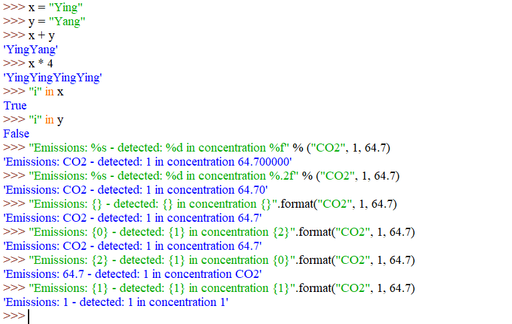 >>> x = "Ying"
>>> y = "Yang"
>>> x + y
'YingYang'
>>> x * 4
'YingYingYingYing'
>>> "i" in x
True
>>> "i" in y
False
>>> "Emissions: %s - detected: %d in concentration %f" % ("CO2", 1, 64.7)
'Emissions: CO2 - detected: 1 in concentration 64.700000'
>>> "Emissions: %s - detected: %d in concentration %.2f" % ("CO2", 1, 64.7)
'Emissions: CO2 - detected: 1 in concentration 64.70'
>>> "Emissions: {} - detected: {} in concentration {}".format("CO2", 1, 64.7)
'Emissions: CO2 - detected: 1 in concentration 64.7'
>>> "Emissions: {0} - detected: {1} in concentration {2}".format("CO2", 1, 64.7)
'Emissions: CO2 - detected: 1 in concentration 64.7'
>>> "Emissions: {2} - detected: {1} in concentration {0}".format("CO2", 1, 64.7)
'Emissions: 64.7 - detected: 1 in concentration CO2'
>>> "Emissions: {1} - detected: {1} in concentration {1}".format("CO2", 1, 64.7)
'Emissions: 1 - detected: 1 in concentration 1'
>>>